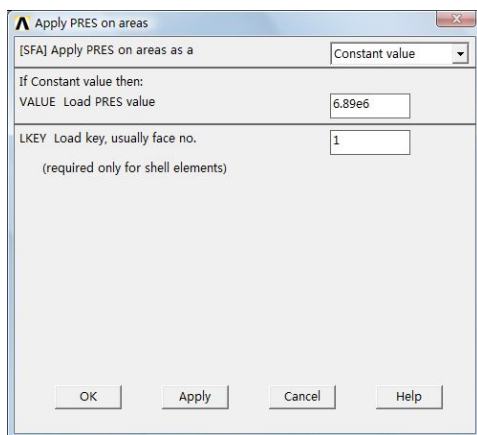 Apply PRES on areas
[SFA] Apply PRES on areas as a Constant value
If Constant value then:
VALUE Load PRES value 6.89e6
LKEY Load key, usually face no. 1
(required only for shell elements)
OK Apply Cancel Help